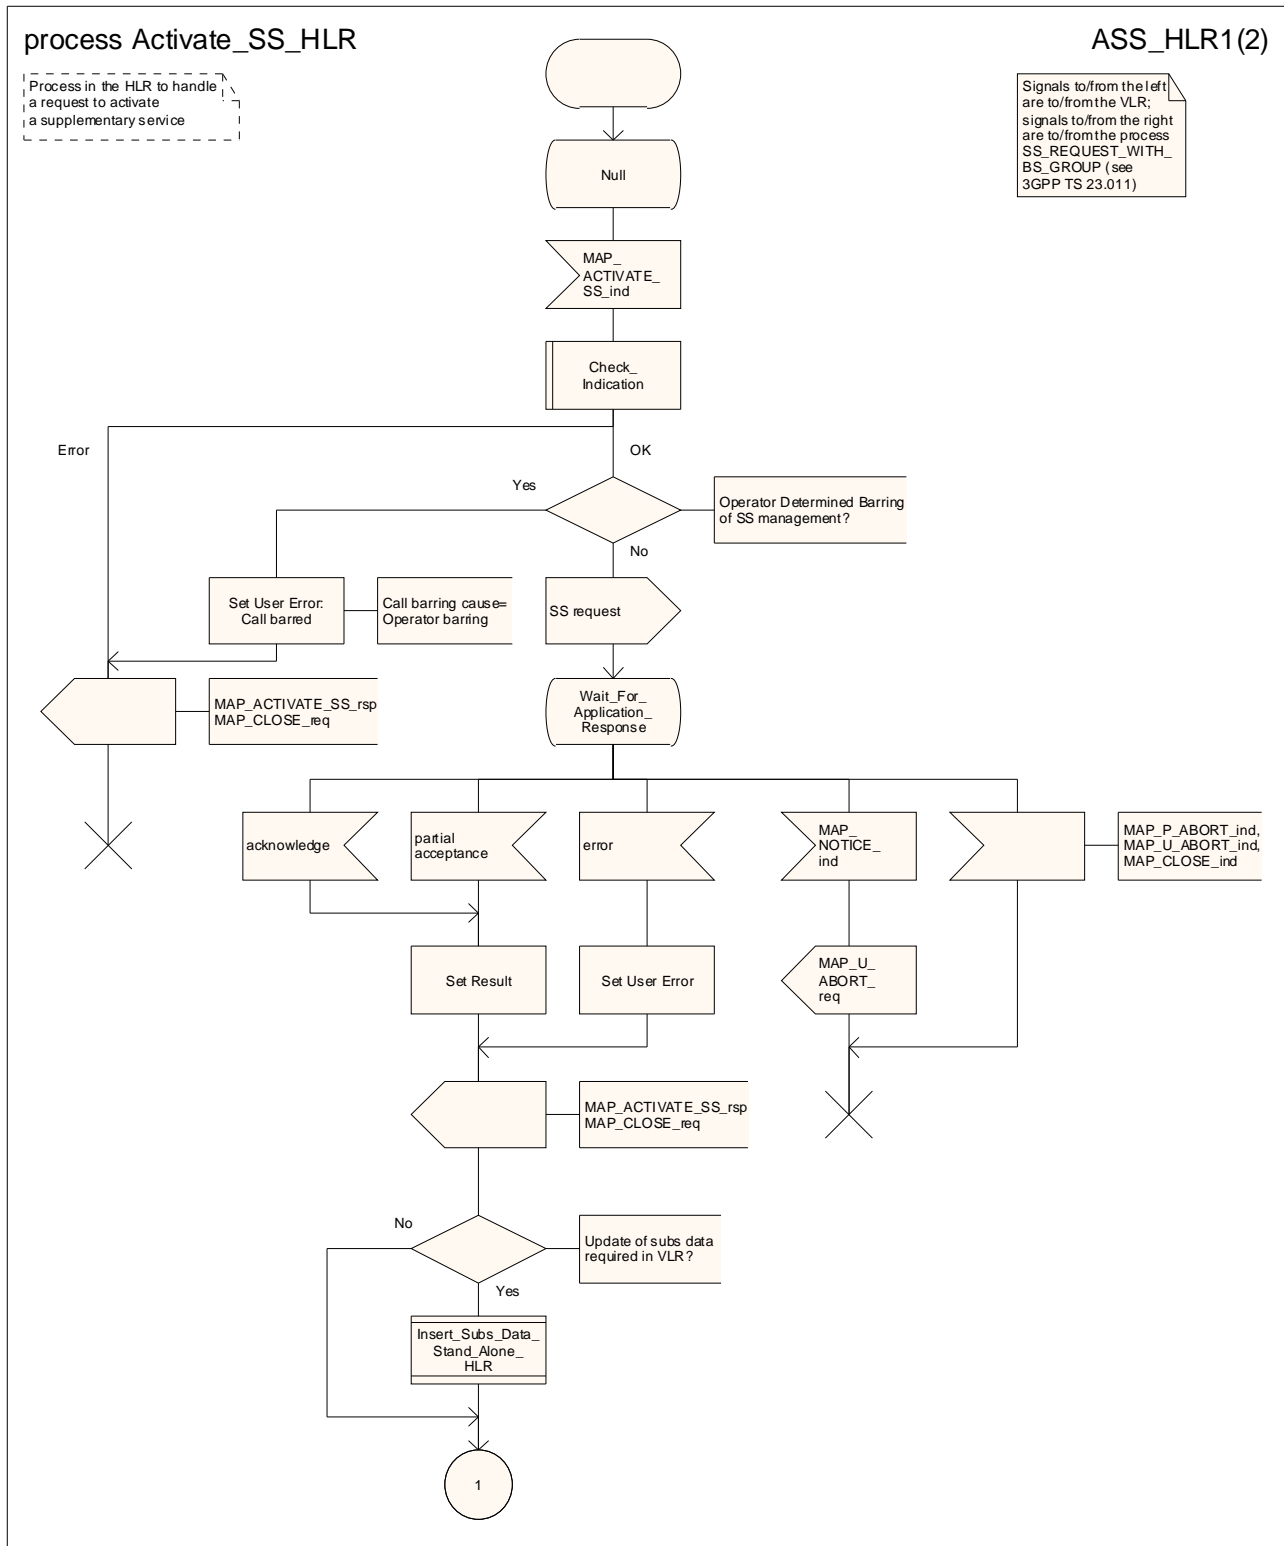 process Activate_SS_HLR
ASS_HLR1(2)
Process in the HLR to handle
a request to activate
a supplementary service
Signals to/from the left
are to/from the VLR;
signals to/from the right
are to/from the process
SS_REQUEST_WITH_
BS_GROUP (see
3GPP TS 23.011)
Null
MAP_
ACTIVATE_
SS_ind
Check_
Indication
Error
OK
Yes
Operator Determined Barring
of SS management?
No
Set User Error:
Call barred
Call barring cause=
Operator barring
SS request
MAP_ACTIVATE_SS_rsp
MAP_CLOSE_req
Wait_For_
Application_
Response
acknowledge
partial
acceptance
error
MAP_
NOTICE_
ind
MAP_P_ABORT_ind,
MAP_U_ABORT_ind,
MAP_CLOSE_ind
Set Result
Set User Error
MAP_U_
ABORT_
req
MAP_ACTIVATE_SS_rsp
MAP_CLOSE_req
No
Update of subs data
required in VLR?
Yes
Insert_Subs_Data_
Stand_Alone_
HLR
1